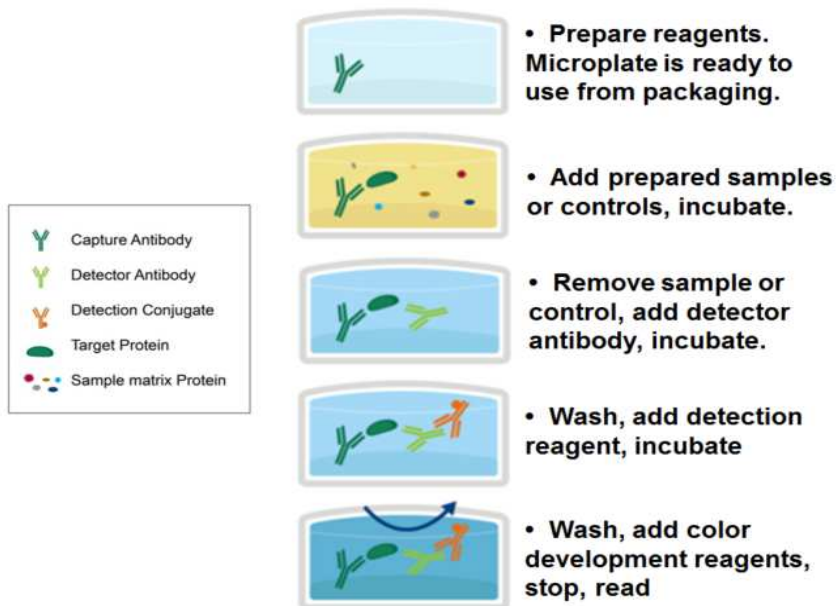 • Prepare reagents.
Microplate is ready to
use from packaging.
• Add prepared samples
or controls, incubate.
Capture Antibody
Detector Antibody
Detection Conjugate
Target Protein
Sample matrix Protein
• Remove sample or
control, add detector
antibody, incubate.
• Wash, add detection
reagent, incubate
• Wash, add color
development reagents,
stop, read